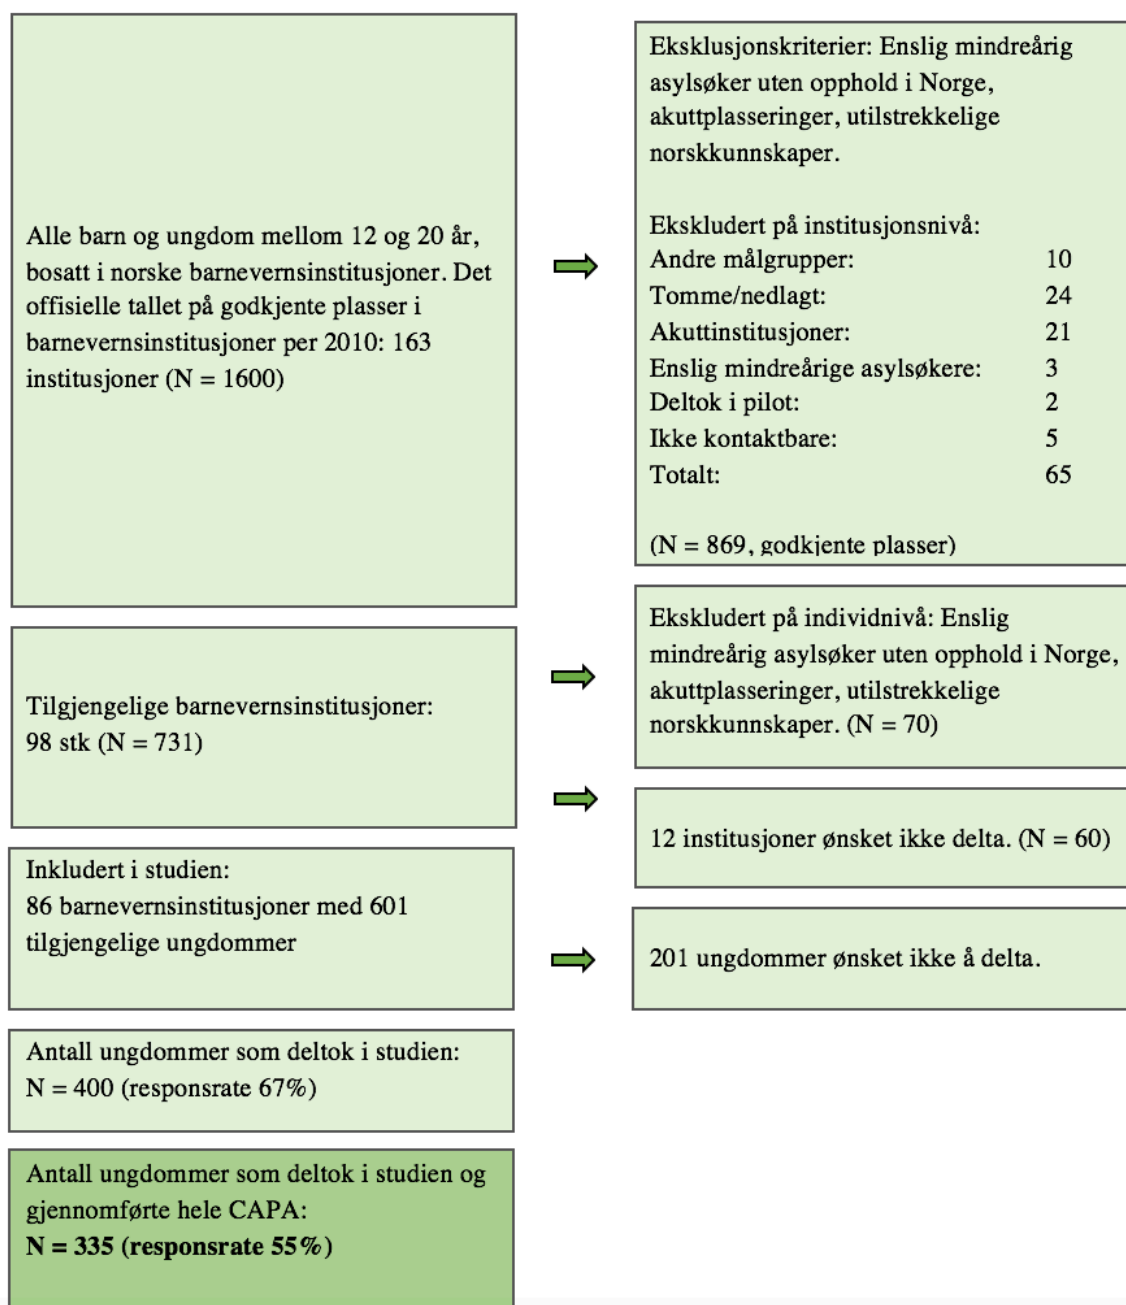 Alle barn og ungdom mellom 12 og 20 år,
bosatt i norske barnevernsinstitusjoner. Det
offisielle tallet på godkjente plasser i
barnevernsinstitusjoner per 2010: 163
institusjoner (N = 1600)
Eksklusjonskriterier: Enslig mindreårig
asylsøker uten opphold i Norge,
akuttplasseringer, utilstrekkelige
norskkunnskaper.
Ekskludert på institusjonsnivå:
Andre målgrupper: 10
Tomme/nedlagt: 24
Akuttinstitusjoner: 21
Enslig mindreårige asylsøkere: 3
Deltok i pilot: 2
Ikke kontaktbare: 5
Totalt: 65
(N = 869, godkjente plasser)
Tilgjengelige barnevernsinstitusjoner:
98 stk (N = 731)
Ekskludert på individnivå: Enslig
mindreårig asylsøker uten opphold i Norge,
akuttplasseringer, utilstrekkelige
norskkunnskaper. (N = 70)
12 institusjoner ønsket ikke delta. (N = 60)
Inkludert i studien:
86 barnevernsinstitusjoner med 601
tilgjengelige ungdommer
201 ungdommer ønsket ikke å delta.
Antall ungdommer som deltok i studien:
N = 400 (responsrate 67%)
Antall ungdommer som deltok i studien og
gjennomførte hele CAPA:
N = 335 (responsrate 55%)